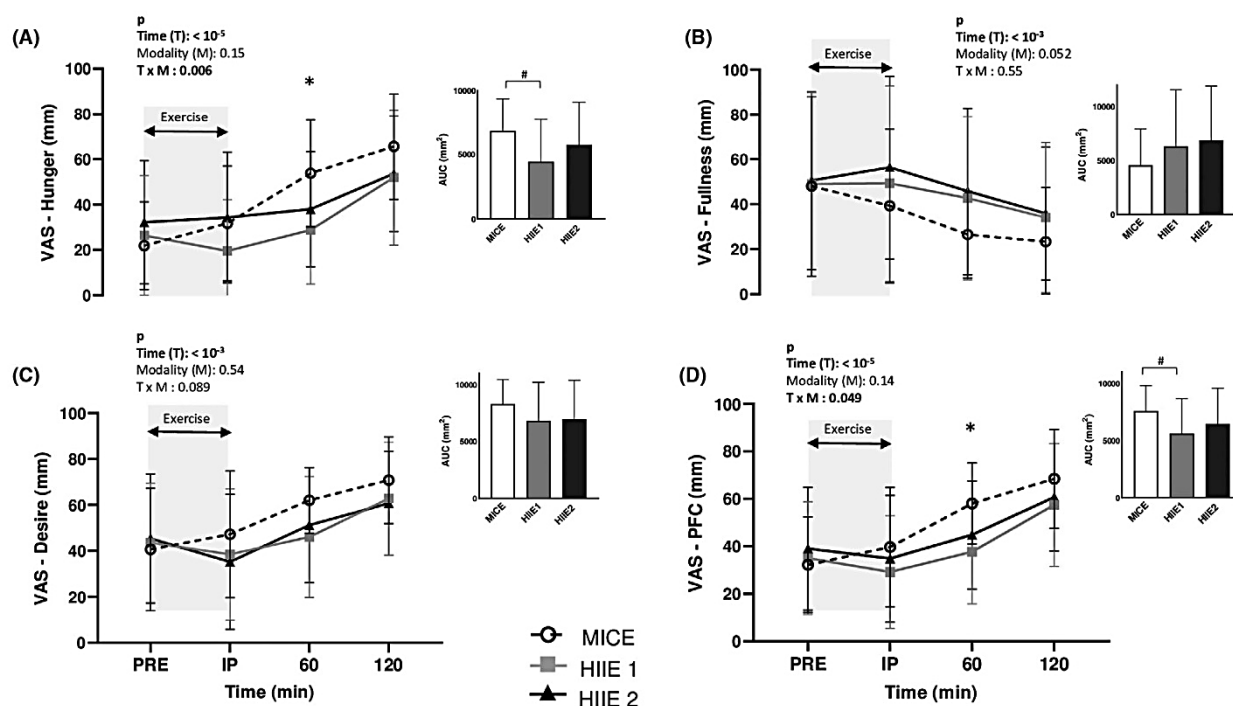 (A)
p
Time (T): < 10-5
Modality (M): 0.15
T x M : 0.006
Exercise
*
VAS - Hunger (mm)
100
80
60
40
20
0
#
AUC (mm²)
10000
5000
0
MICE
HIIE1
HIIE2
(B)
p
Time (T): < 10-3
Modality (M): 0.052
T x M : 0.55
Exercise
VAS - Fullness (mm)
100
80
60
40
20
0
AUC (mm²)
10000
5000
0
MICE
HIIE1
HIIE2
(C)
p
Time (T): < 10-3
Modality (M): 0.54
T x M : 0.089
Exercise
VAS - Desire (mm)
100
80
60
40
20
0
PRE
IP
60
120
Time (min)
AUC (mm²)
10000
5000
0
MICE
HIIE1
HIIE2
MICE
HIIE 1
HIIE 2
(D)
p
Time (T): < 10-5
Modality (M): 0.14
T x M : 0.049
Exercise
*
VAS - PFC (mm)
100
80
60
40
20
0
PRE
IP
60
120
Time (min)
#
AUC (mm²)
10000
5000
0
MICE
HIIE1
HIIE2